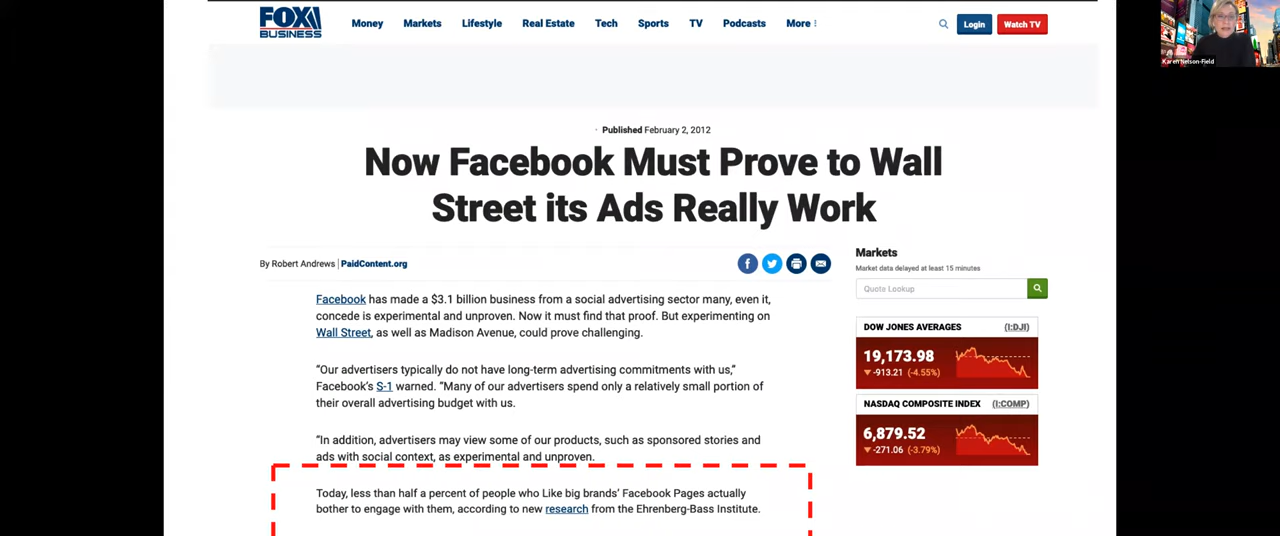 FOX
BUSINESS
Money Markets Lifestyle Real Estate Tech Sports TV Podcasts More
Login
Watch TV
Karen Nelson-Field
Published February 2, 2012
Now Facebook Must Prove to Wall
Street its Ads Really Work
By Robert Andrews | PaidContent.org
Facebook has made a $3.1 billion business from a social advertising sector many, even it,
concede is experimental and unproven. Now it must find that proof. But experimenting on
Wall Street, as well as Madison Avenue, could prove challenging.
“Our advertisers typically do not have long-term advertising commitments with us,”
Facebook’s S-1 warned. “Many of our advertisers spend only a relatively small portion of
their overall advertising budget with us.
“In addition, advertisers may view some of our products, such as sponsored stories and
ads with social context, as experimental and unproven.
Today, less than half a percent of people who Like big brands’ Facebook Pages actually
bother to engage with them, according to new research from the Ehrenberg-Bass Institute.
Markets
Market data delayed at least 15 minutes
Quote Lookup
DOW JONES AVERAGES (I:DJI)
19,173.98
▼ -913.21 (-4.55%)
NASDAQ COMPOSITE INDEX (I:COMP)
6,879.52
▼ -271.06 (-3.79%)